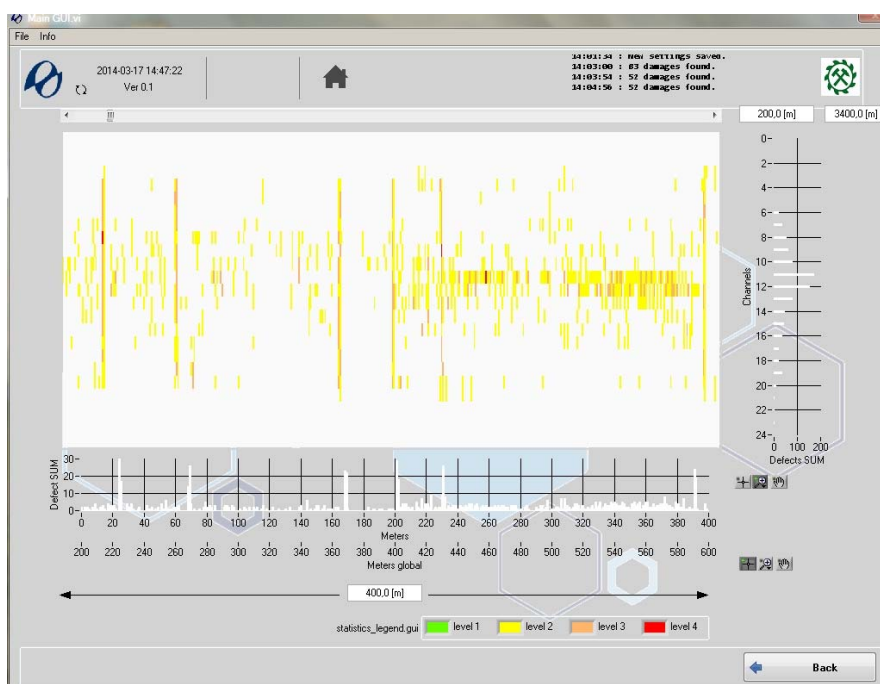 Main GUI.vi
File Info
2014-03-17 14:47:22
Ver 0.1
14:01:34 : New settings saved.
14:03:00 : 83 damages found.
14:03:54 : 52 damages found.
14:04:56 : 52 damages found.
200,0 [m] 3400,0 [m]
0-
2-
4-
6-
8-
10-
12-
14-
16-
18-
20-
22-
24-
Channels
0 100 200
Defects SUM
30-
20-
10-
0-
Defect SUM
0 20 40 60 80 100 120 140 160 180 200 220 240 260 280 300 320 340 360 380 400
Meters
200 220 240 260 280 300 320 340 360 380 400 420 440 460 480 500 520 540 560 580 600
Meters global
400,0 [m]
statistics_legend.gui level 1 level 2 level 3 level 4
Back